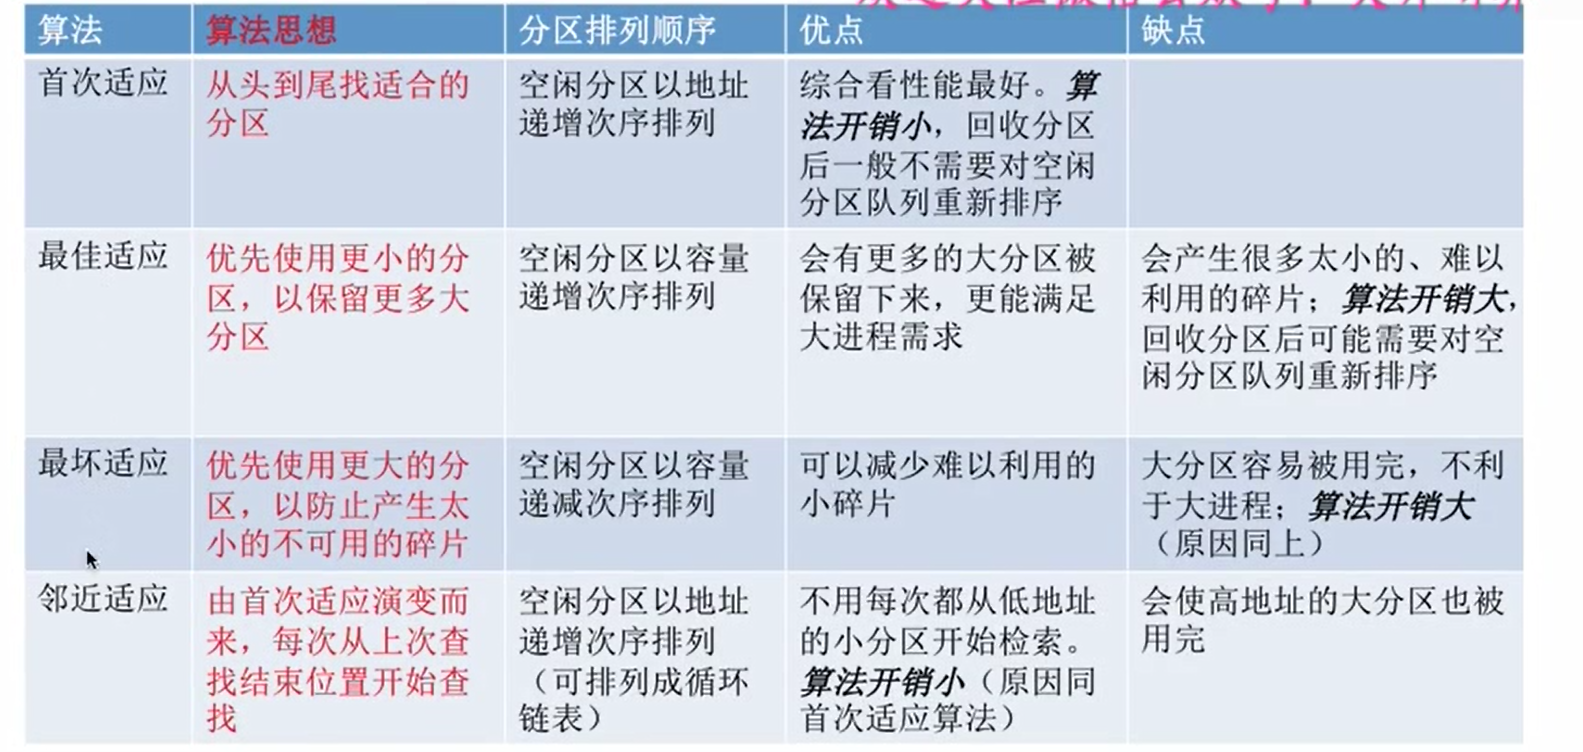 算法
算法思想
分区排列顺序
优点
缺点
首次适应
从头到尾找适合的
分区
空闲分区以地址
递增次序排列
综合看性能最好。算
法开销小，回收分区
后一般不需要对空闲
分区队列重新排序
最佳适应
优先使用更小的分
区，以保留更多大
分区
空闲分区以容量
递增次序排列
会有更多的大分区被
保留下来，更能满足
大进程需求
会产生很多太小的、难以
利用的碎片；算法开销大，
回收分区后可能需要对空
闲分区队列重新排序
最坏适应
优先使用更大的分
区，以防止产生太
小的不可用的碎片
空闲分区以容量
递减次序排列
可以减少难以利用的
小碎片
大分区容易被用完，不利
于大进程；算法开销大
（原因同上）
邻近适应
由首次适应演变而
来，每次从上次查
找结束位置开始查
找
空闲分区以地址
递增次序排列
（可排列成循环
链表）
不用每次都从低地址
的小分区开始检索。
算法开销小（原因同
首次适应算法）
会使高地址的大分区也被
用完